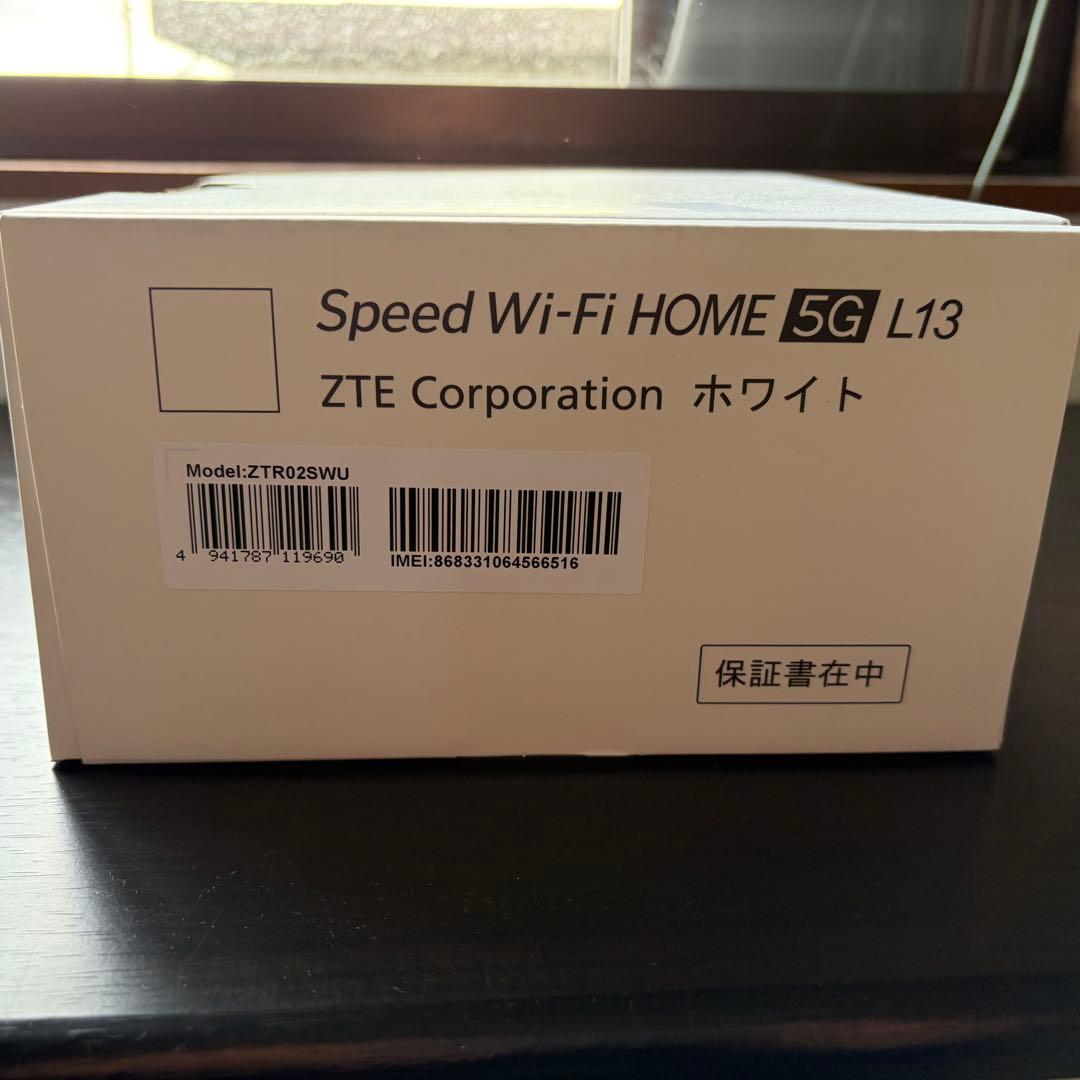 Speed Wi-Fi HOME 5G L13
ZTE Corporation ホワイト
Model:ZTR02SWU
4 941787 119690
IMEI:868331064566516
保証書在中